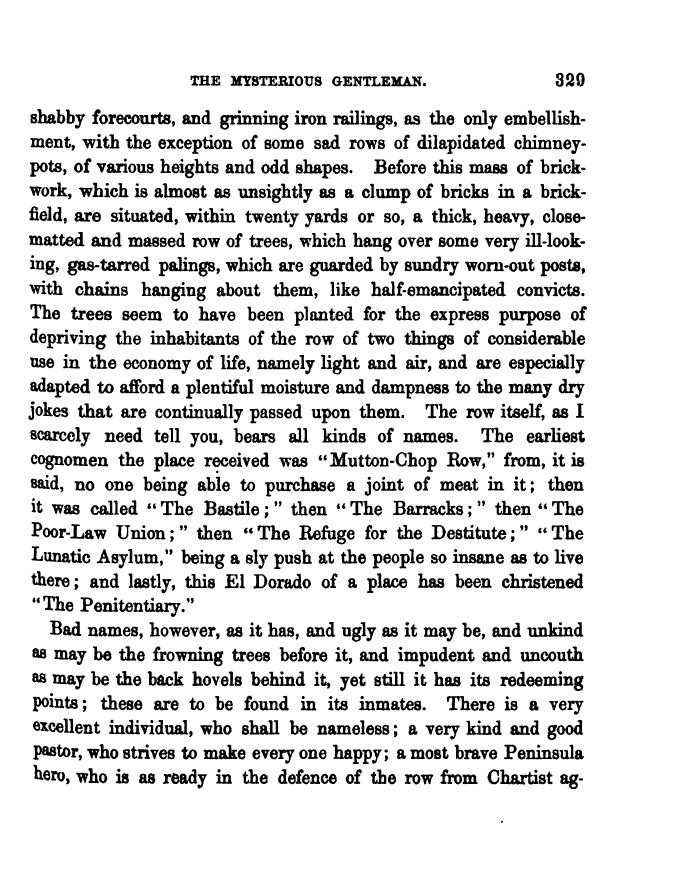 THE MYSTERIOUS GENTLEMAN. 329
shabby forecourts, and grinning iron railings, as the only embellish-
ment, with the exception of some sad rows of dilapidated chimney-
pots, of various heights and odd shapes. Before this mass of brick-
work, which is almost as unsightly as a clump of bricks in a brick-
field, are situated, within twenty yards or so, a thick, heavy, close-
matted and massed row of trees, which hang over some very ill-look-
ing, gas-tarred palings, which are guarded by sundry worn-out posts,
with chains hanging about them, like half-emancipated convicts.
The trees seem to have been planted for the express purpose of
depriving the inhabitants of the row of two things of considerable
use in the economy of life, namely light and air, and are especially
adapted to afford a plentiful moisture and dampness to the many dry
jokes that are continually passed upon them. The row itself, as I
scarcely need tell you, bears all kinds of names. The earliest
cognomen the place received was “Mutton-Chop Row,” from, it is
said, no one being able to purchase a joint of meat in it; then
it was called “The Bastile;” then “The Barracks;” then “The
Poor-Law Union;” then “The Refuge for the Destitute;” “The
Lunatic Asylum,” being a sly push at the people so insane as to live
there; and lastly, this El Dorado of a place has been christened
“The Penitentiary.”
Bad names, however, as it has, and ugly as it may be, and unkind
as may be the frowning trees before it, and impudent and uncouth
as may be the back hovels behind it, yet still it has its redeeming
points; these are to be found in its inmates. There is a very
excellent individual, who shall be nameless; a very kind and good
pastor, who strives to make every one happy; a most brave Peninsula
hero, who is as ready in the defence of the row from Chartist ag-